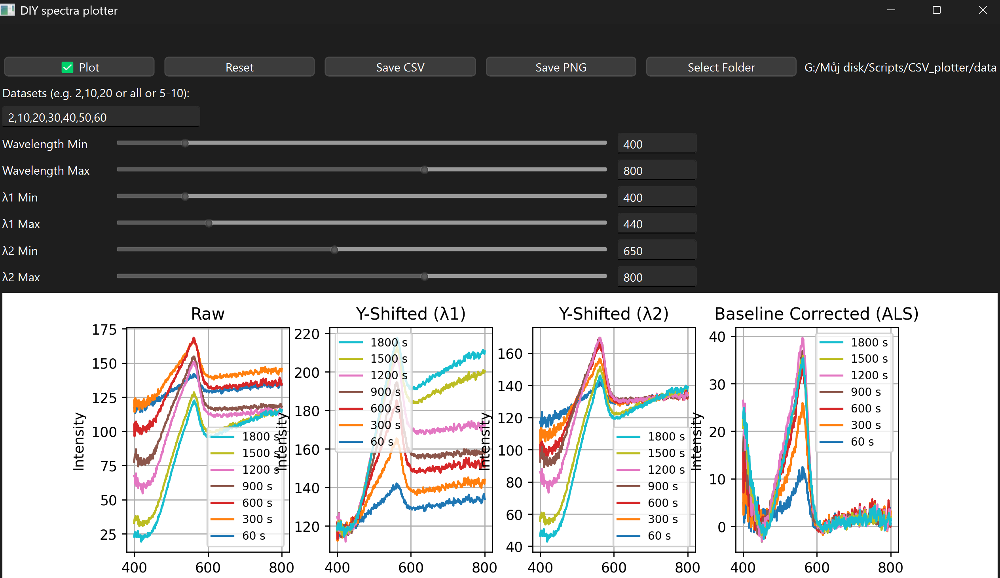 DIY spectra plotter
Plot Reset Save CSV Save PNG Select Folder G:/Můj disk/Scripts/CSV_plotter/data
Datasets (e.g. 2,10,20 or all or 5-10):
2,10,20,30,40,50,60
Wavelength Min 400
Wavelength Max 800
λ1 Min 400
λ1 Max 440
λ2 Min 650
λ2 Max 800
Raw
175
150
125
100
75
50
25
Intensity
1800 s
1500 s
1200 s
900 s
600 s
300 s
60 s
400 600 800
Y-Shifted (λ1)
220
200
180
160
140
120
Intensity
1800 s
1500 s
1200 s
900 s
600 s
300 s
60 s
400 600 800
Y-Shifted (λ2)
160
140
120
100
80
60
40
Intensity
1800 s
1500 s
1200 s
900 s
600 s
300 s
60 s
400 600 800
Baseline Corrected (ALS)
40
30
20
10
0
Intensity
1800 s
1500 s
1200 s
900 s
600 s
300 s
60 s
400 600 800